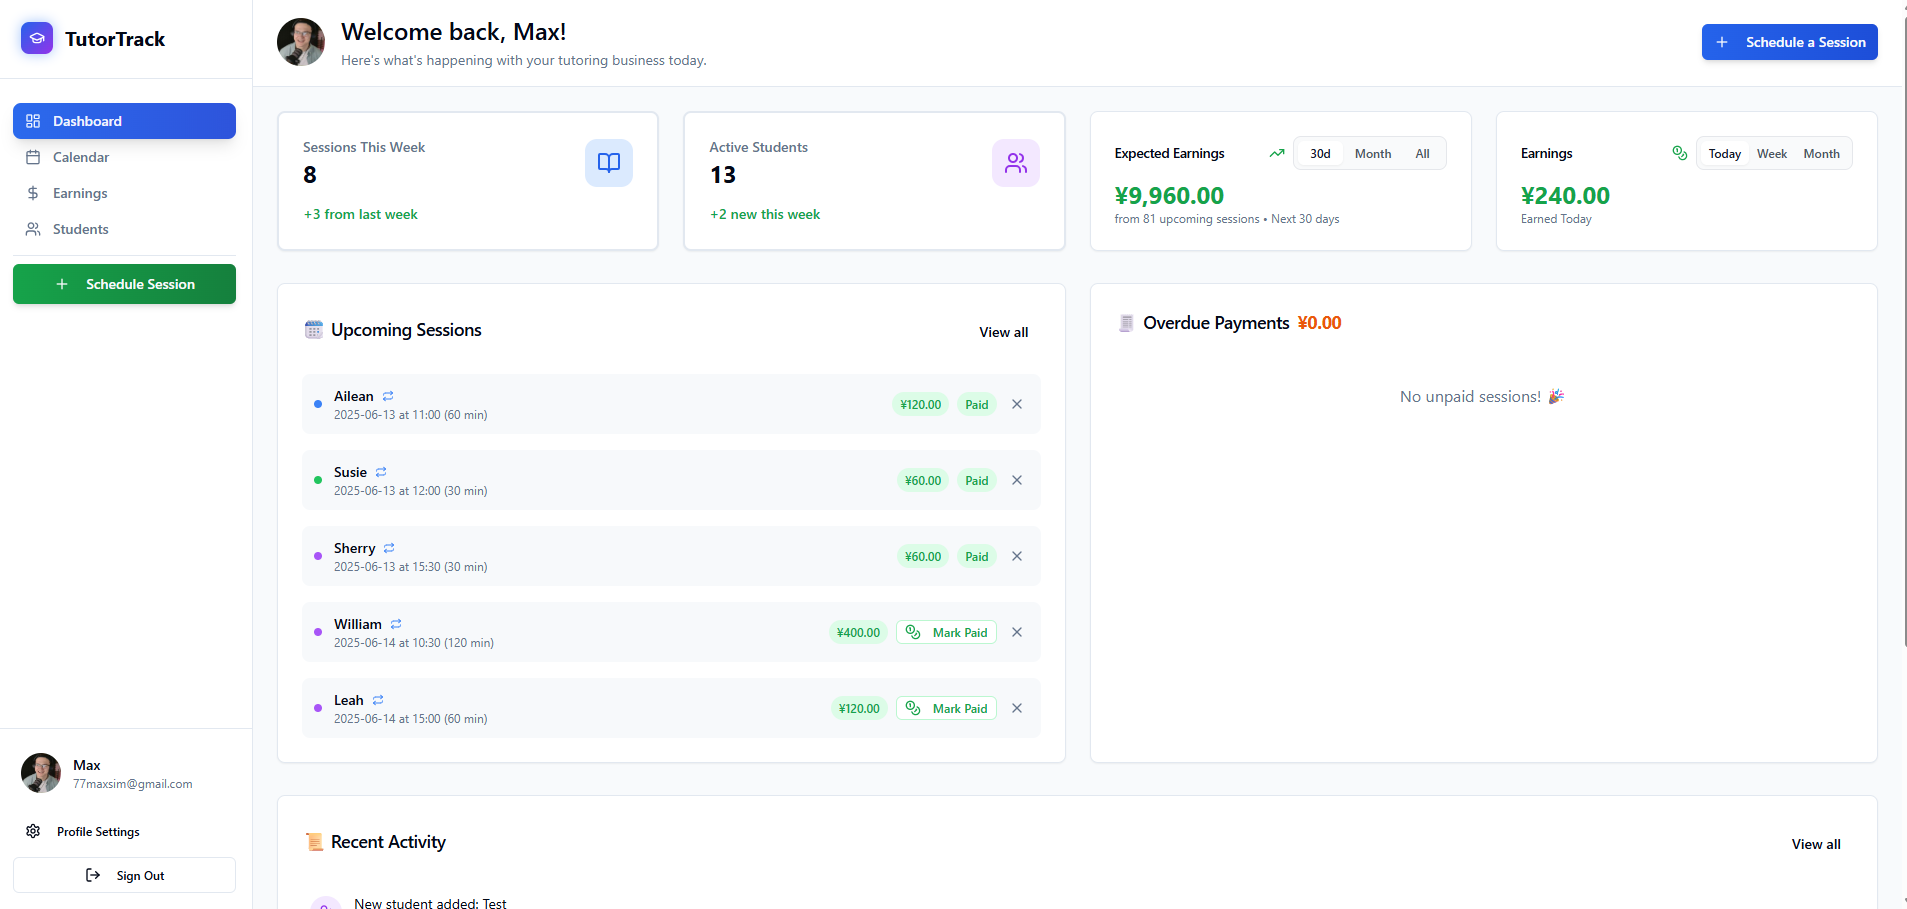 TutorTrack
Dashboard
Calendar
Earnings
Students
Schedule Session
Max
77maxsim@gmail.com
Profile Settings
Sign Out
Welcome back, Max!
Here's what's happening with your tutoring business today.
Schedule a Session
Sessions This Week
8
+3 from last week
Active Students
13
+2 new this week
Expected Earnings
30d Month All
¥9,960.00
from 81 upcoming sessions • Next 30 days
Earnings
Today Week Month
¥240.00
Earned Today
Upcoming Sessions
View all
Ailean
2025-06-13 at 11:00 (60 min)
¥120.00 Paid
Susie
2025-06-13 at 12:00 (30 min)
¥60.00 Paid
Sherry
2025-06-13 at 15:30 (30 min)
¥60.00 Paid
William
2025-06-14 at 10:30 (120 min)
¥400.00 Mark Paid
Leah
2025-06-14 at 15:00 (60 min)
¥120.00 Mark Paid
Overdue Payments ¥0.00
No unpaid sessions! 🎉
Recent Activity
View all
New student added: Test